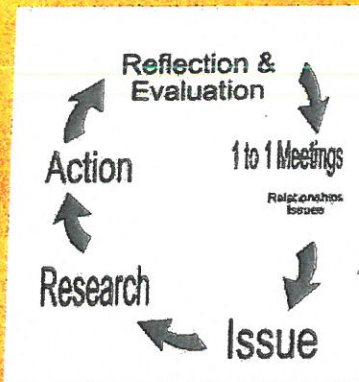 Reflection &
Evaluation
1 to 1 Meetings
Relationships
Issues
Issue
Research
Action